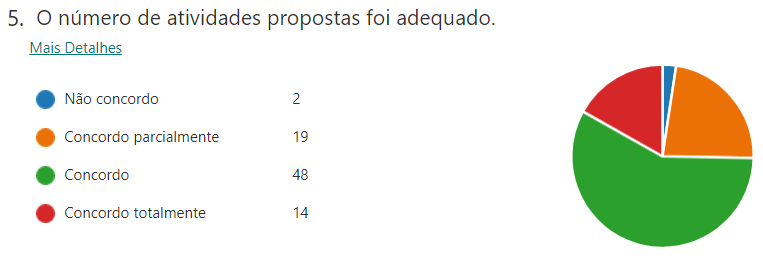 5. O número de atividades propostas foi adequado.
Mais Detalhes
Não concordo 2
Concordo parcialmente 19
Concordo 48
Concordo totalmente 14